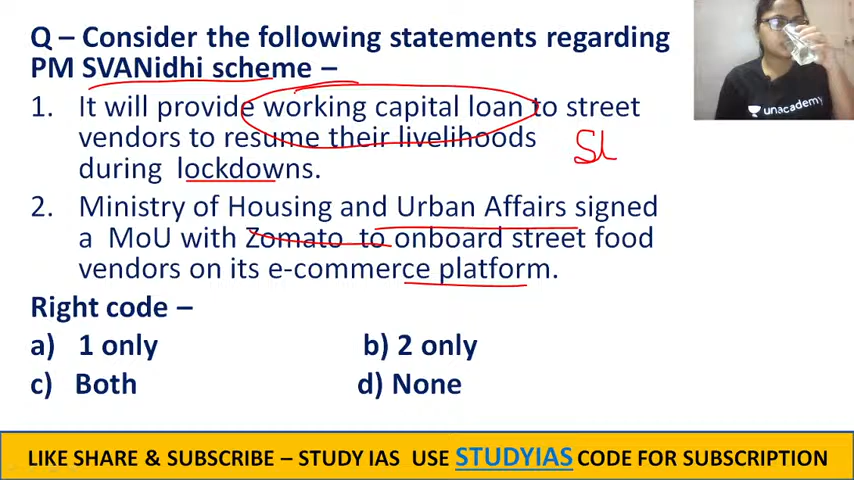 Q – Consider the following statements regarding
PM SVANidhi scheme –
1. It will provide working capital loan to street
vendors to resume their livelihoods
during lockdowns.
SL
2. Ministry of Housing and Urban Affairs signed
a MoU with Zomato to onboard street food
vendors on its e-commerce platform.
Right code –
a) 1 only b) 2 only
c) Both d) None
LIKE SHARE & SUBSCRIBE – STUDY IAS USE STUDYIAS CODE FOR SUBSCRIPTION
unacademy